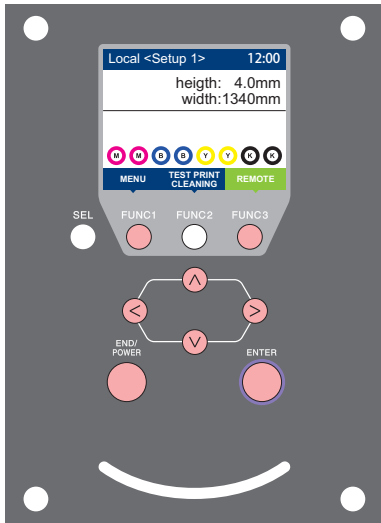 Local <Setup 1> 12:00
heigth: 4.0mm
width:1340mm
M M B B Y Y K K
MENU TEST PRINT CLEANING REMOTE
SEL FUNC1 FUNC2 FUNC3
END/
POWER
ENTER